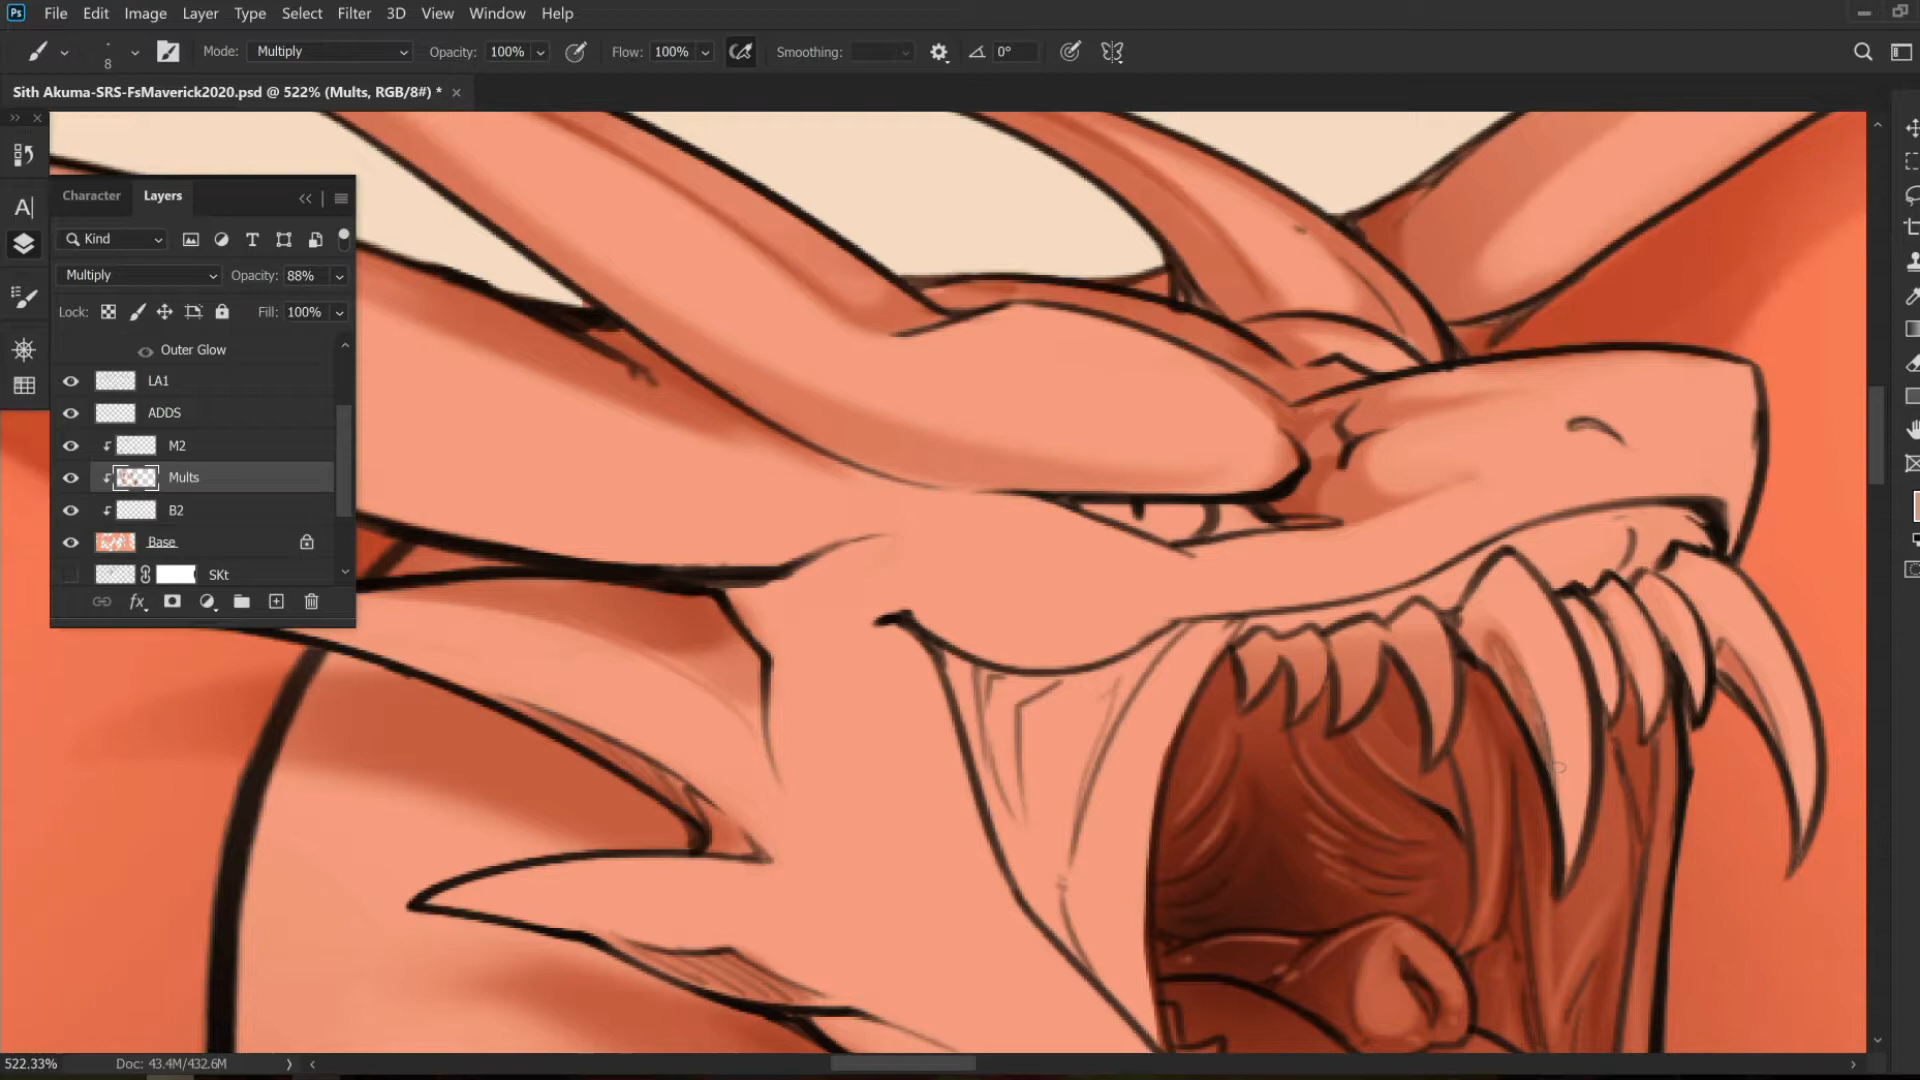 Ps File Edit Image Layer Type Select Filter 3D View Window Help
8 Mode: Multiply Opacity: 100% Flow: 100% Smoothing: 0°
Sith Akuma-SRS-FsMaverick2020.psd @ 522% (Mults, RGB/8#) * ×
Character Layers
Kind
Multiply Opacity: 88%
Lock: Fill: 100%
Outer Glow
LA1
ADDS
M2
Mults
B2
Base
SKt
fx
522.33% Doc: 43.4M/432.6M